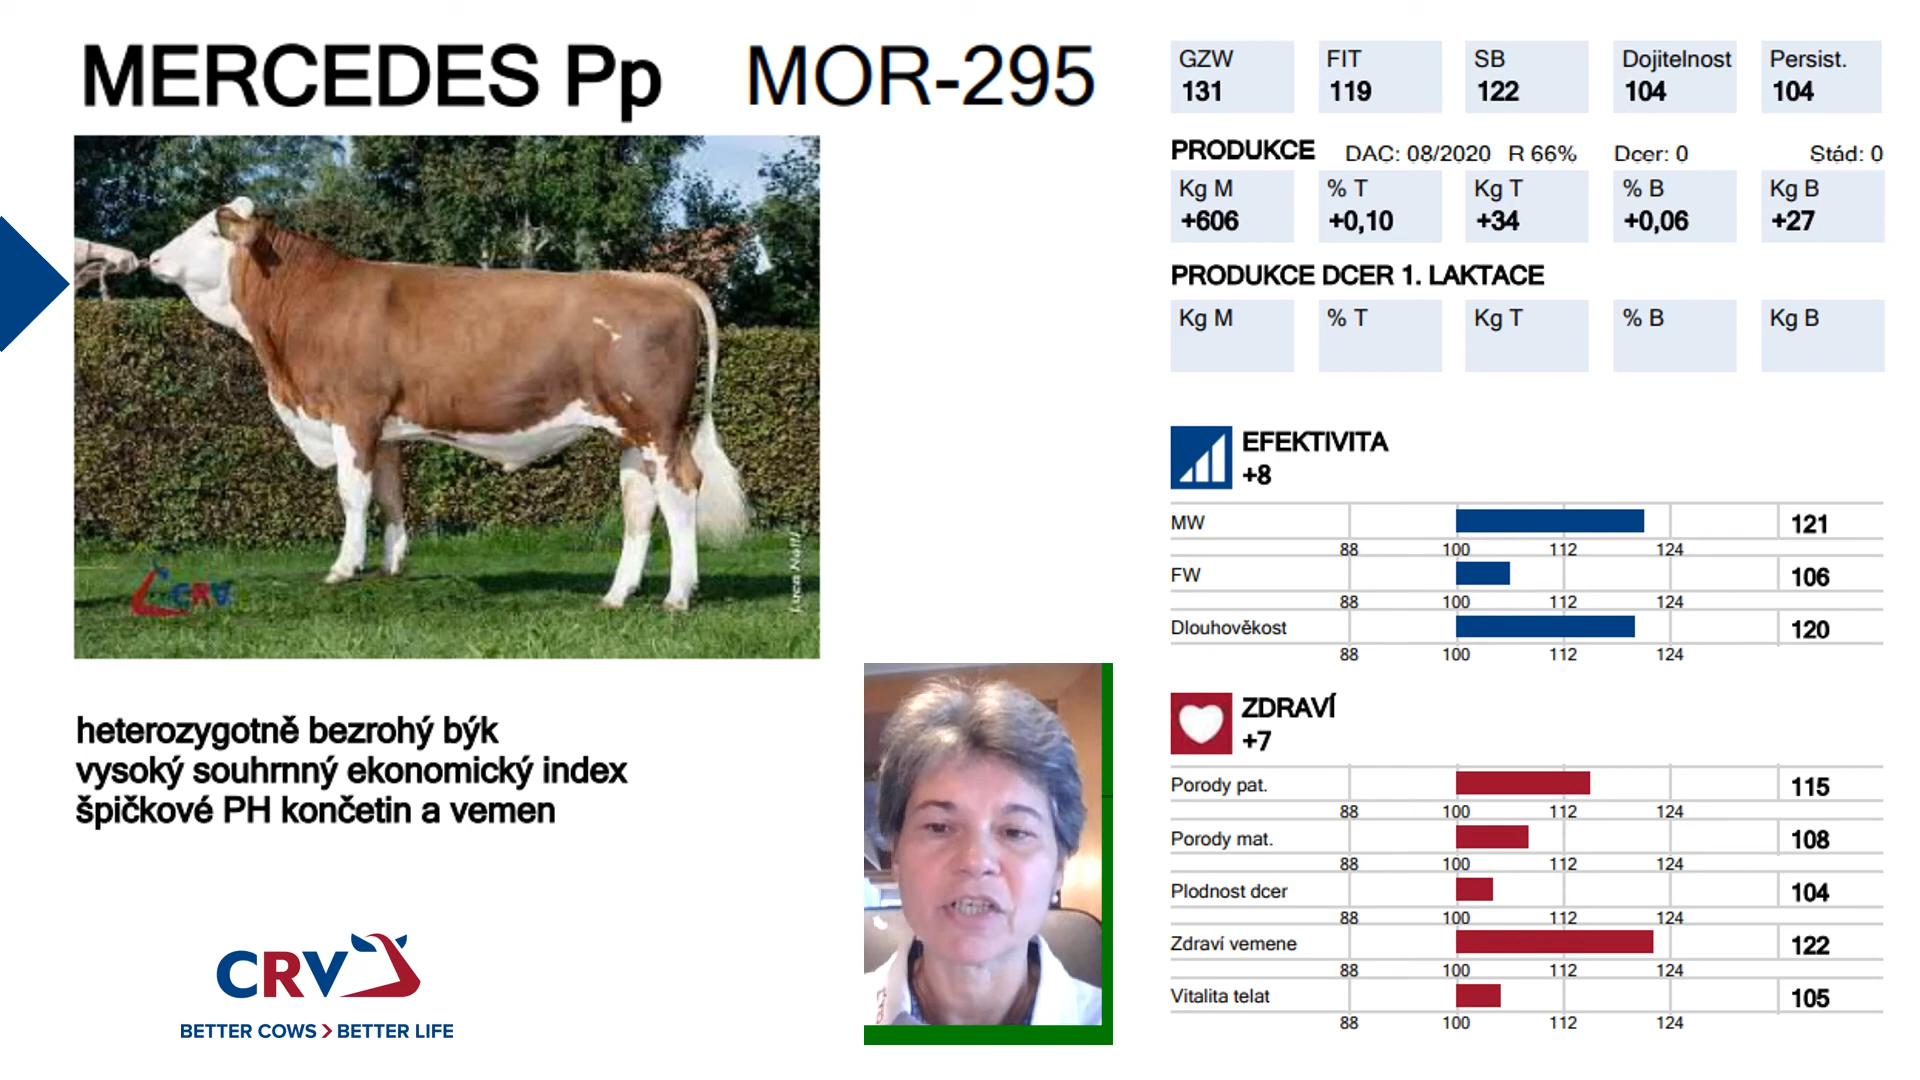 MERCEDES Pp MOR-295
GZW FIT SB Dojitelnost Persist.
131 119 122 104 104
PRODUKCE DAC: 08/2020 R 66% Dcer: 0 Stád: 0
Kg M % T Kg T % B Kg B
+606 +0,10 +34 +0,06 +27
PRODUKCE DCER 1. LAKTACE
Kg M % T Kg T % B Kg B
EFEKTIVITA
+8
MW 121
88 100 112 124
FW 106
88 100 112 124
Dlouhověkost 120
88 100 112 124
ZDRAVÍ
+7
Porody pat. 115
88 100 112 124
Porody mat. 108
88 100 112 124
Plodnost dcer 104
88 100 112 124
Zdraví vemene 122
88 100 112 124
Vitalita telat 105
88 100 112 124
CRV
Luca Nolli
heterozygotně bezrohý býk
vysoký souhrnný ekonomický index
špičkové PH končetin a vemen
CRV
BETTER COWS > BETTER LIFE